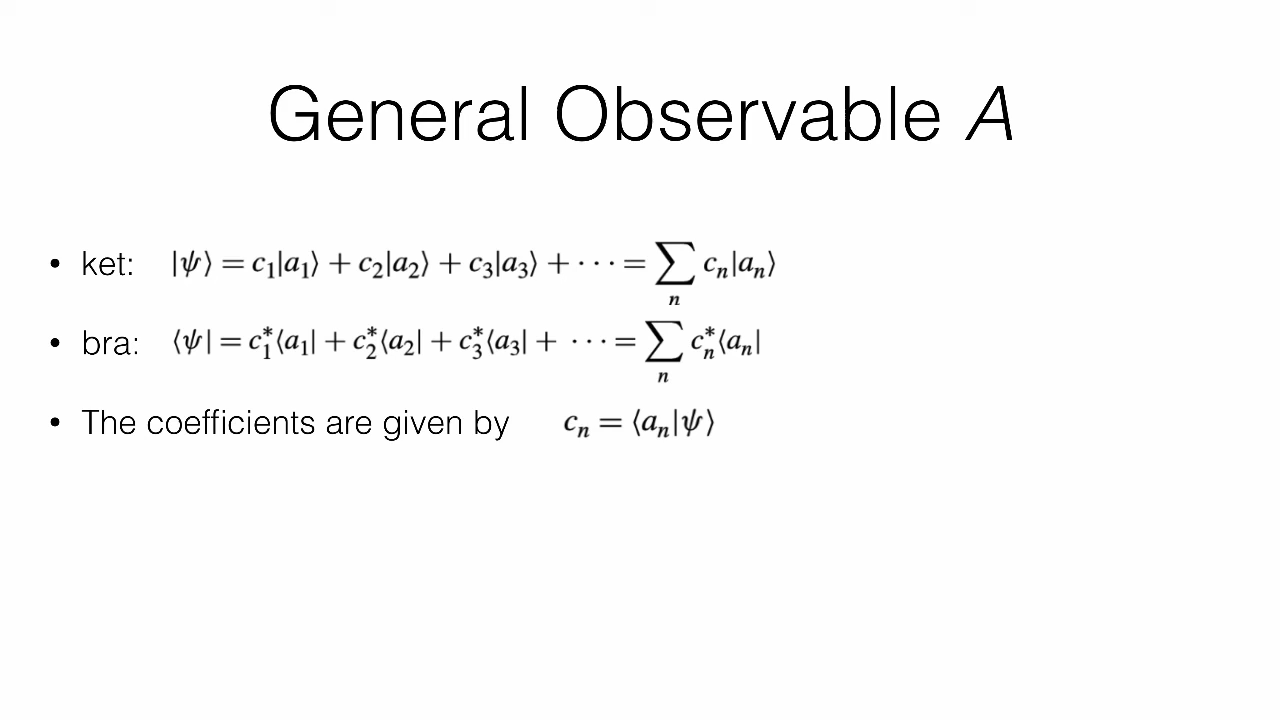 General Observable A
• ket: |ψ⟩ = c₁|a₁⟩ + c₂|a₂⟩ + c₃|a₃⟩ + · · · = ∑ₙ cₙ|aₙ⟩
• bra: ⟨ψ| = c₁*⟨a₁| + c₂*⟨a₂| + c₃*⟨a₃| + · · · = ∑ₙ cₙ*⟨aₙ|
• The coefficients are given by cₙ = ⟨aₙ|ψ⟩